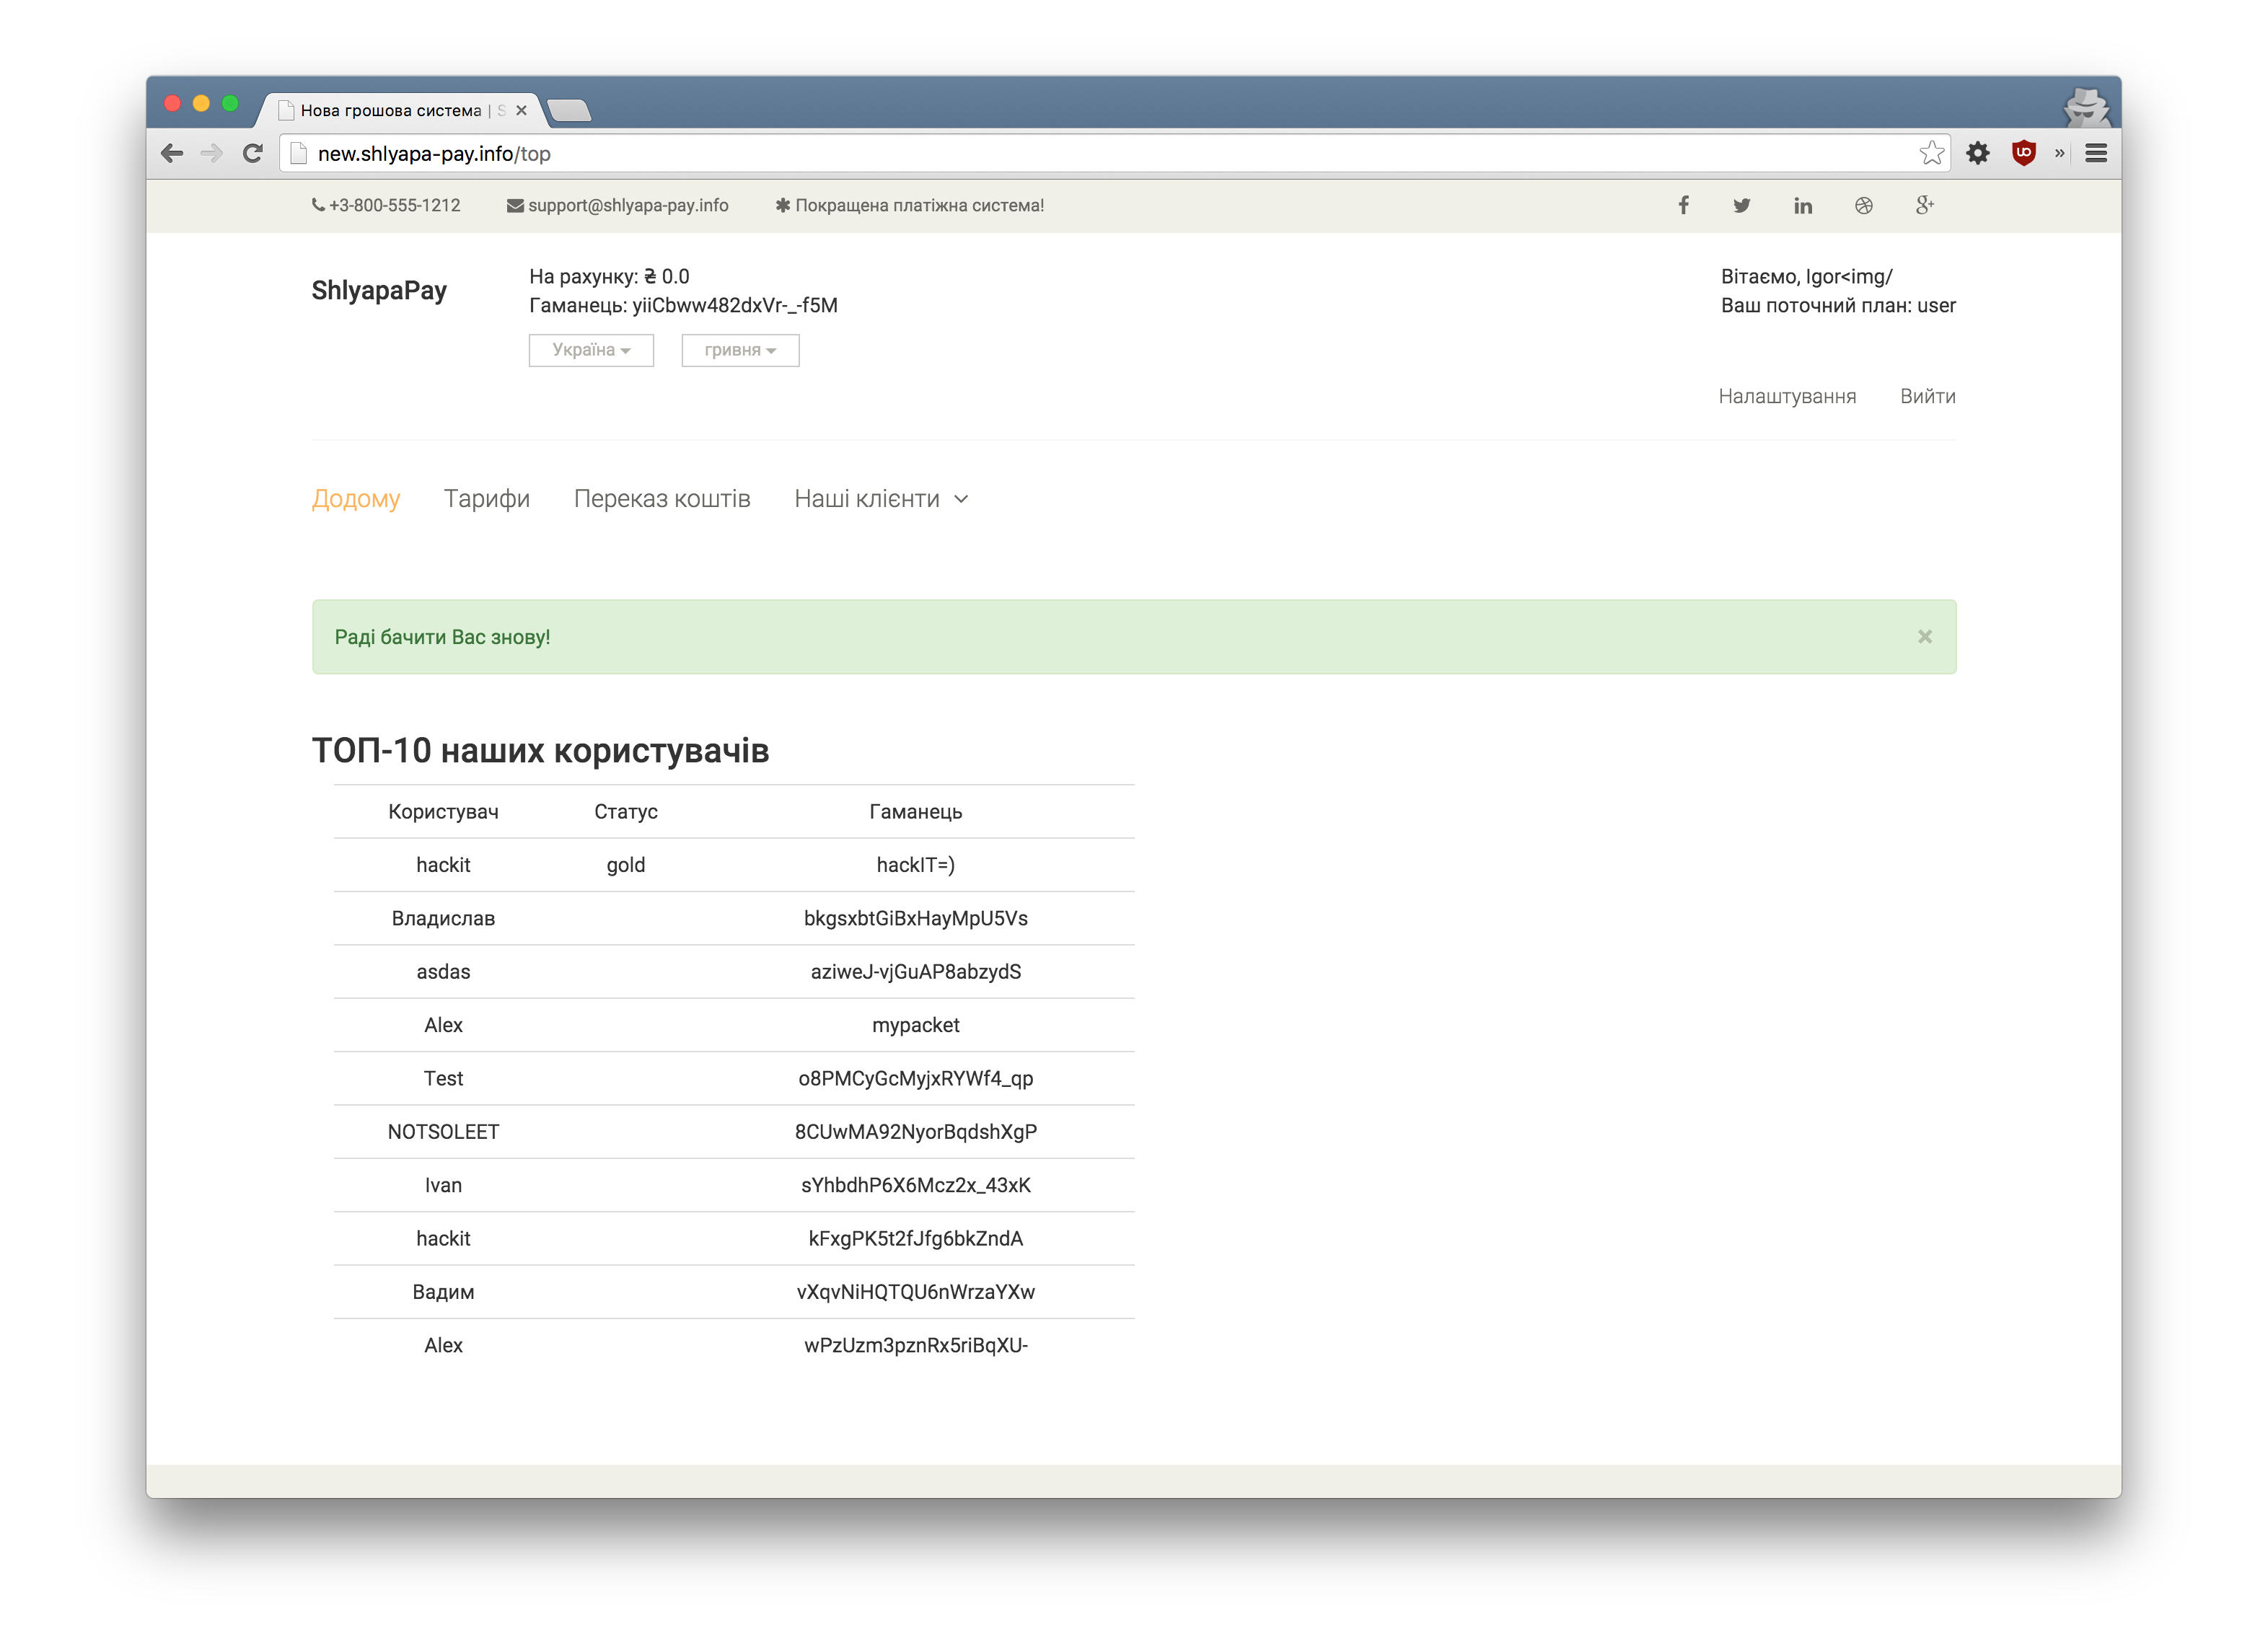 Нова грошова система | S
new.shlyapa-pay.info/top
+3-800-555-1212 support@shlyapa-pay.info Покращена платіжна система!
ShlyapaPay
На рахунку: ₴ 0.0
Гаманець: yiiCbww482dxVr-_-f5M
Україна гривня
Вітаємо, Igor<img/
Ваш поточний план: user
Налаштування Вийти
Додому Тарифи Переказ коштів Наші клієнти
Раді бачити Вас знову!
ТОП-10 наших користувачів
Користувач Статус Гаманець
hackit gold hackIT=)
Владислав bkgsxbtGiBxHayMpU5Vs
asdas aziweJ-vjGuAP8abzydS
Alex mypacket
Test o8PMCyGcMyjxRYWf4_qp
NOTSOLEET 8CUwMA92NyorBqdshXgP
Ivan sYhbdhP6X6Mcz2x_43xK
hackit kFxgPK5t2fJfg6bkZndA
Вадим vXqvNiHQTQU6nWrzaYXw
Alex wPzUzm3pznRx5riBqXU-